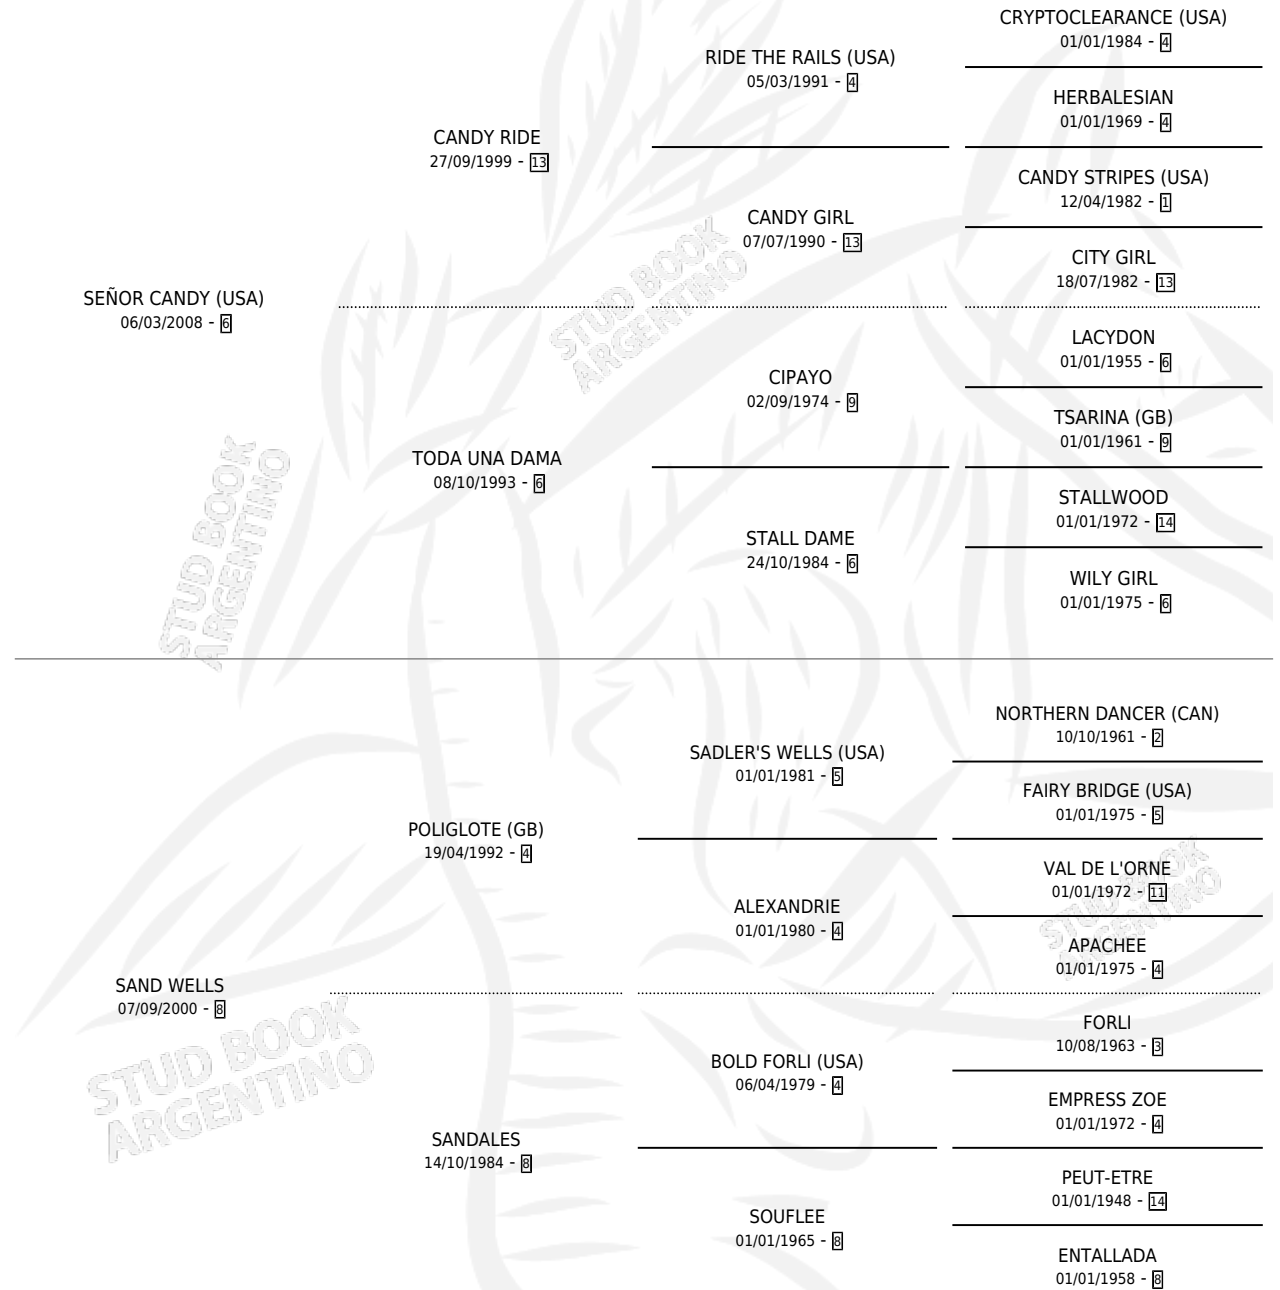 CRYPTOCLEARANCE (USA)
01/01/1984 - 4
RIDE THE RAILS (USA)
05/03/1991 - 4
HERBALESIAN
01/01/1969 - 4
CANDY RIDE
27/09/1999 - 13
CANDY STRIPES (USA)
12/04/1982 - 1
CANDY GIRL
07/07/1990 - 13
CITY GIRL
18/07/1982 - 13
SEÑOR CANDY (USA)
06/03/2008 - 6
LACYDON
01/01/1955 - 6
CIPAYO
02/09/1974 - 9
TSARINA (GB)
01/01/1961 - 9
TODA UNA DAMA
08/10/1993 - 6
STALLWOOD
01/01/1972 - 14
STALL DAME
24/10/1984 - 6
WILY GIRL
01/01/1975 - 6
NORTHERN DANCER (CAN)
10/10/1961 - 2
SADLER'S WELLS (USA)
01/01/1981 - 5
FAIRY BRIDGE (USA)
01/01/1975 - 5
POLIGLOTE (GB)
19/04/1992 - 4
VAL DE L'ORNE
01/01/1972 - 11
ALEXANDRIE
01/01/1980 - 4
APACHEE
01/01/1975 - 4
SAND WELLS
07/09/2000 - 8
FORLI
10/08/1963 - 3
BOLD FORLI (USA)
06/04/1979 - 4
EMPRESS ZOE
01/01/1972 - 4
SANDALES
14/10/1984 - 8
PEUT-ETRE
01/01/1948 - 14
SOUFLEE
01/01/1965 - 8
ENTALLADA
01/01/1958 - 8
STUD BOOK
ARGENTINO
STUD BOOK
ARGENTINO
STUD BOOK
ARGENTINO
STUD BOOK
ARGENTINO